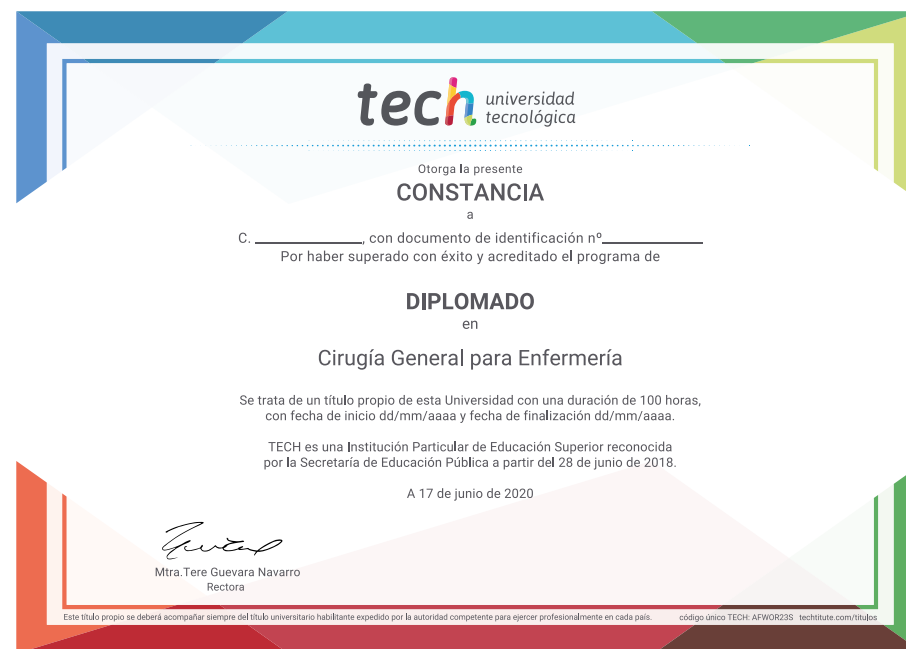 tech universidad
tecnológica
Otorga la presente
CONSTANCIA
a
C. ____________, con documento de identificación nº____________
Por haber superado con éxito y acreditado el programa de
DIPLOMADO
en
Cirugía General para Enfermería
Se trata de un título propio de esta Universidad con una duración de 100 horas,
con fecha de inicio dd/mm/aaaa y fecha de finalización dd/mm/aaaa.
TECH es una Institución Particular de Educación Superior reconocida
por la Secretaría de Educación Pública a partir del 28 de junio de 2018.
A 17 de junio de 2020
Mtra.Tere Guevara Navarro
Rectora
Este título propio se deberá acompañar siempre del título universitario habilitante expedido por la autoridad competente para ejercer profesionalmente en cada país. código único TECH: AFWOR23S techtitute.com/titulos